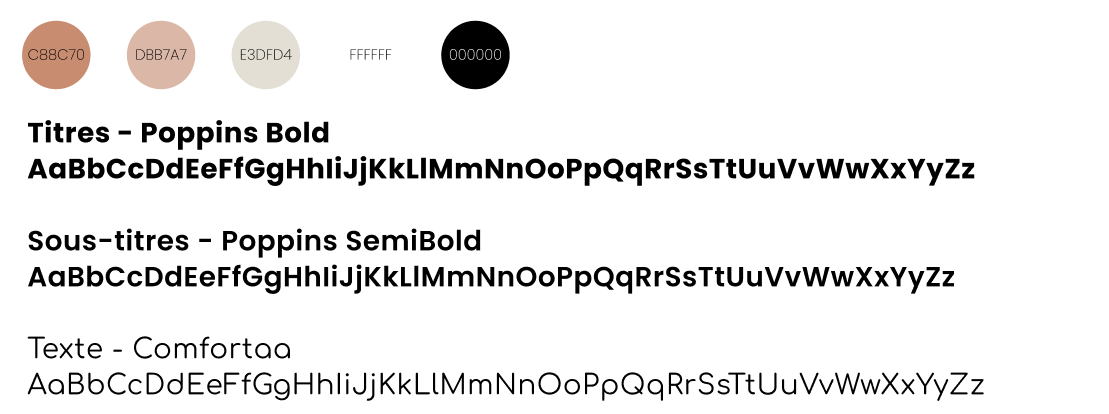 C88C70 DBB7A7 E3DFD4 FFFFFF 000000
Titres - Poppins Bold
AaBbCcDdEeFfGgHhIiJjKkLlMmNnOoPpQqRrSsTtUuVvWwXxYyZz
Sous-titres - Poppins SemiBold
AaBbCcDdEeFfGgHhIiJjKkLlMmNnOoPpQqRrSsTtUuVvWwXxYyZz
Texte - Comfortaa
AaBbCcDdEeFfGgHhIiJjKkLlMmNnOoPpQqRrSsTtUuVvWwXxYyZz